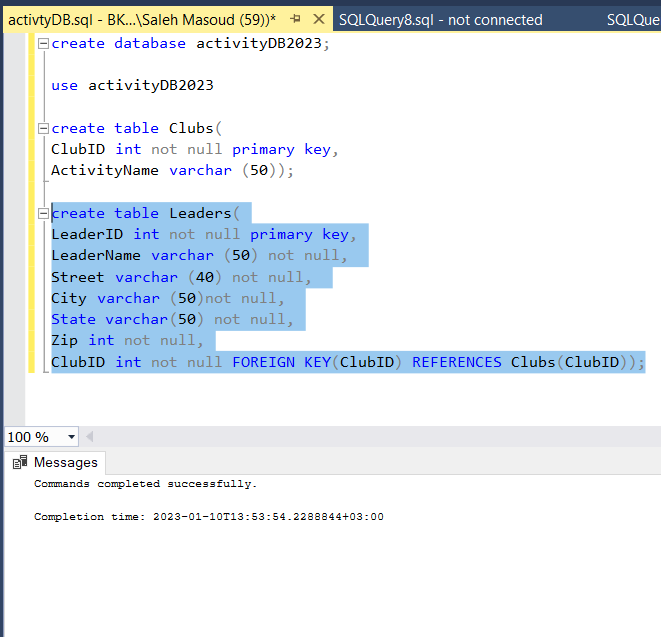 activtyDB.sql - BK...\Saleh Masoud (59))*
SQLQuery8.sql - not connected
SQLQue
create database activityDB2023;
use activityDB2023
create table Clubs(
ClubID int not null primary key,
ActivityName varchar (50));
create table Leaders(
LeaderID int not null primary key,
LeaderName varchar (50) not null,
Street varchar (40) not null,
City varchar (50)not null,
State varchar(50) not null,
Zip int not null,
ClubID int not null FOREIGN KEY(ClubID) REFERENCES Clubs(ClubID));
100 %
Messages
Commands completed successfully.
Completion time: 2023-01-10T13:53:54.2288844+03:00